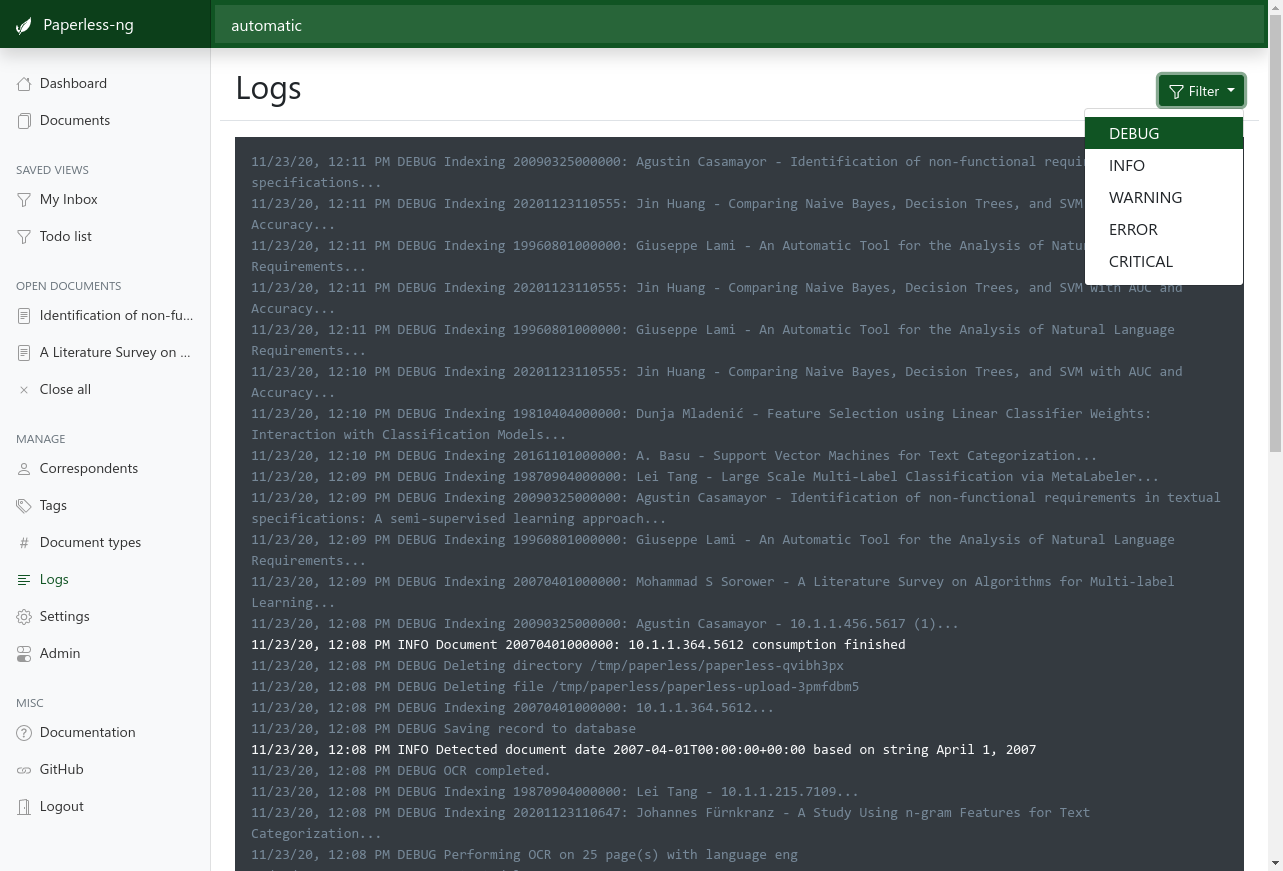 Paperless-ng
automatic
Dashboard
Documents
SAVED VIEWS
My Inbox
Todo list
OPEN DOCUMENTS
Identification of non-fu...
A Literature Survey on ...
Close all
MANAGE
Correspondents
Tags
Document types
Logs
Settings
Admin
MISC
Documentation
GitHub
Logout
Logs
Filter
DEBUG
INFO
WARNING
ERROR
CRITICAL
11/23/20, 12:11 PM DEBUG Indexing 20090325000000: Agustin Casamayor - Identification of non-functional
specifications...
11/23/20, 12:11 PM DEBUG Indexing 20201123110555: Jin Huang - Comparing Naive Bayes, Decision Trees, and SVM
Accuracy...
11/23/20, 12:11 PM DEBUG Indexing 19960801000000: Giuseppe Lami - An Automatic Tool for the Analysis of
Requirements...
11/23/20, 12:11 PM DEBUG Indexing 20201123110555: Jin Huang - Comparing Naive Bayes, Decision Trees, and SVM with AUC and
Accuracy...
11/23/20, 12:11 PM DEBUG Indexing 19960801000000: Giuseppe Lami - An Automatic Tool for the Analysis of Natural Language
Requirements...
11/23/20, 12:10 PM DEBUG Indexing 20201123110555: Jin Huang - Comparing Naive Bayes, Decision Trees, and SVM with AUC and
Accuracy...
11/23/20, 12:10 PM DEBUG Indexing 19810404000000: Dunja Mladenić - Feature Selection using Linear Classifier Weights:
Interaction with Classification Models...
11/23/20, 12:10 PM DEBUG Indexing 20161101000000: A. Basu - Support Vector Machines for Text Categorization...
11/23/20, 12:09 PM DEBUG Indexing 19870904000000: Lei Tang - Large Scale Multi-Label Classification via MetaLabeler...
11/23/20, 12:09 PM DEBUG Indexing 20090325000000: Agustin Casamayor - Identification of non-functional requirements in textual
specifications: A semi-supervised learning approach...
11/23/20, 12:09 PM DEBUG Indexing 19960801000000: Giuseppe Lami - An Automatic Tool for the Analysis of Natural Language
Requirements...
11/23/20, 12:09 PM DEBUG Indexing 20070401000000: Mohammad S Sorower - A Literature Survey on Algorithms for Multi-label
Learning...
11/23/20, 12:08 PM DEBUG Indexing 20090325000000: Agustin Casamayor - 10.1.1.456.5617 (1)...
11/23/20, 12:08 PM INFO Document 20070401000000: 10.1.1.364.5612 consumption finished
11/23/20, 12:08 PM DEBUG Deleting directory /tmp/paperless/paperless-qvibh3px
11/23/20, 12:08 PM DEBUG Deleting file /tmp/paperless/paperless-upload-3pmfdbm5
11/23/20, 12:08 PM DEBUG Indexing 20070401000000: 10.1.1.364.5612...
11/23/20, 12:08 PM DEBUG Saving record to database
11/23/20, 12:08 PM INFO Detected document date 2007-04-01T00:00:00+00:00 based on string April 1, 2007
11/23/20, 12:08 PM DEBUG OCR completed.
11/23/20, 12:08 PM DEBUG Indexing 19870904000000: Lei Tang - 10.1.1.215.7109...
11/23/20, 12:08 PM DEBUG Indexing 20201123110647: Johannes Fürnkranz - A Study Using n-gram Features for Text
Categorization...
11/23/20, 12:08 PM DEBUG Performing OCR on 25 page(s) with language eng